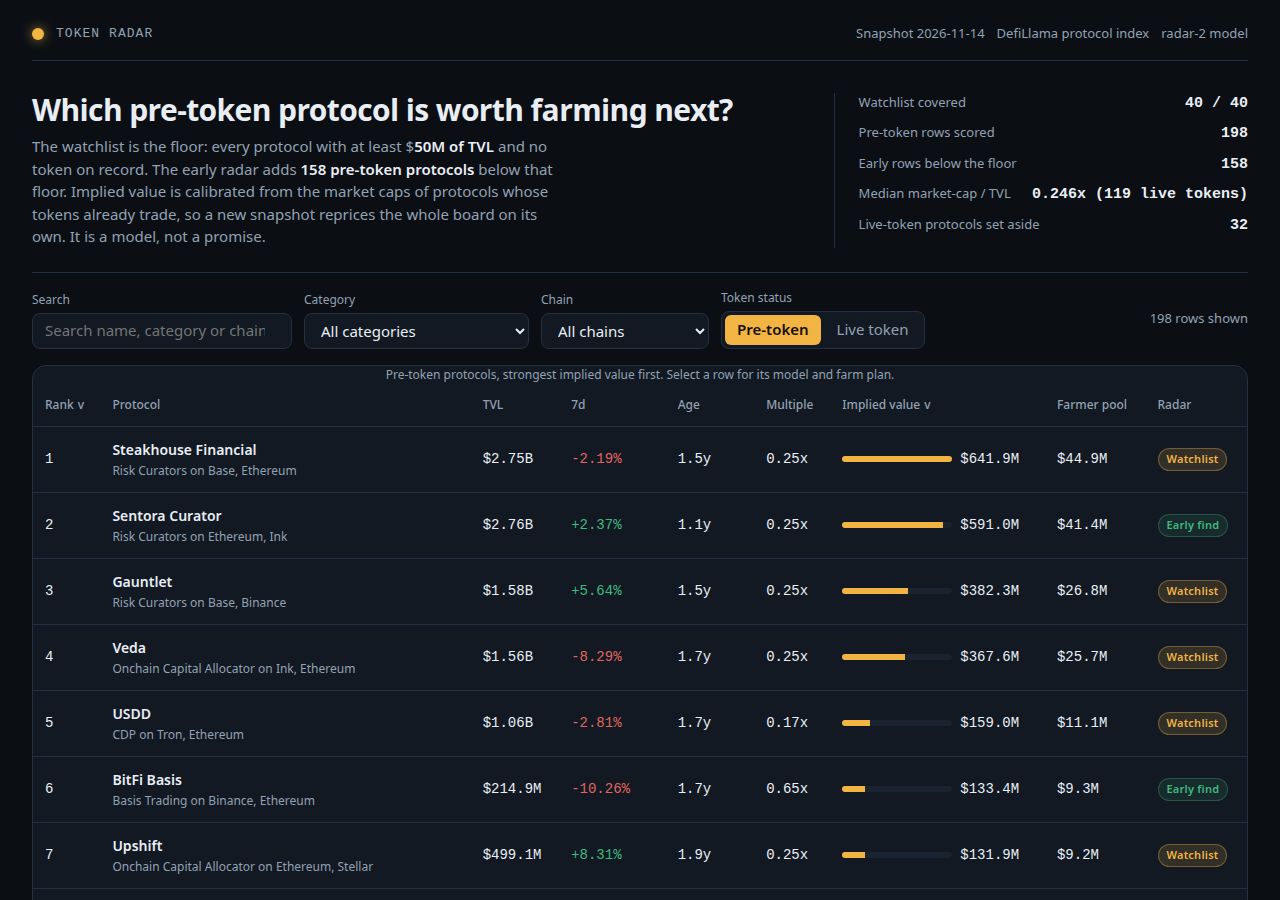 TOKEN RADAR
Snapshot 2026-11-14 DefiLlama protocol index radar-2 model
Which pre-token protocol is worth farming next?
The watchlist is the floor: every protocol with at least $50M of TVL and no
token on record. The early radar adds 158 pre-token protocols below that
floor. Implied value is calibrated from the market caps of protocols whose
tokens already trade, so a new snapshot reprices the whole board on its
own. It is a model, not a promise.
Watchlist covered 40 / 40
Pre-token rows scored 198
Early rows below the floor 158
Median market-cap / TVL 0.246x (119 live tokens)
Live-token protocols set aside 32
Search Category Chain Token status
Search name, category or chain All categories All chains Pre-token Live token 198 rows shown
Pre-token protocols, strongest implied value first. Select a row for its model and farm plan.
Rank v Protocol TVL 7d Age Multiple Implied value v Farmer pool Radar
1 Steakhouse Financial $2.75B -2.19% 1.5y 0.25x $641.9M $44.9M Watchlist
Risk Curators on Base, Ethereum
2 Sentora Curator $2.76B +2.37% 1.1y 0.25x $591.0M $41.4M Early find
Risk Curators on Ethereum, Ink
3 Gauntlet $1.58B +5.64% 1.5y 0.25x $382.3M $26.8M Watchlist
Risk Curators on Base, Binance
4 Veda $1.56B -8.29% 1.7y 0.25x $367.6M $25.7M Watchlist
Onchain Capital Allocator on Ink, Ethereum
5 USDD $1.06B -2.81% 1.7y 0.17x $159.0M $11.1M Watchlist
CDP on Tron, Ethereum
6 BitFi Basis $214.9M -10.26% 1.7y 0.65x $133.4M $9.3M Early find
Basis Trading on Binance, Ethereum
7 Upshift $499.1M +8.31% 1.9y 0.25x $131.9M $9.2M Watchlist
Onchain Capital Allocator on Ethereum, Stellar